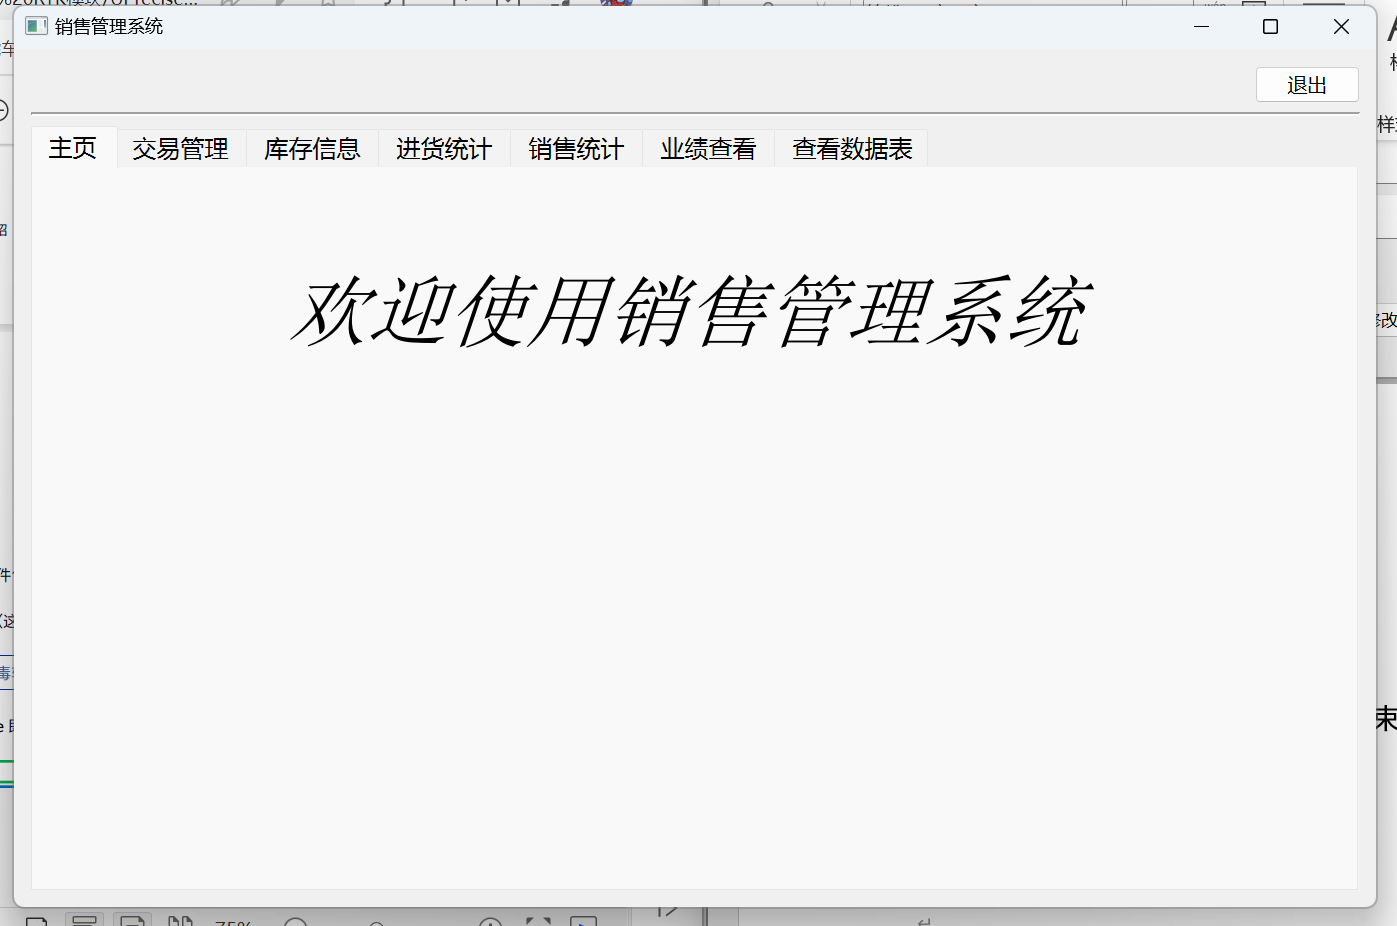 销售管理系统
退出
主页 交易管理 库存信息 进货统计 销售统计 业绩查看 查看数据表
欢迎使用销售管理系统
75%